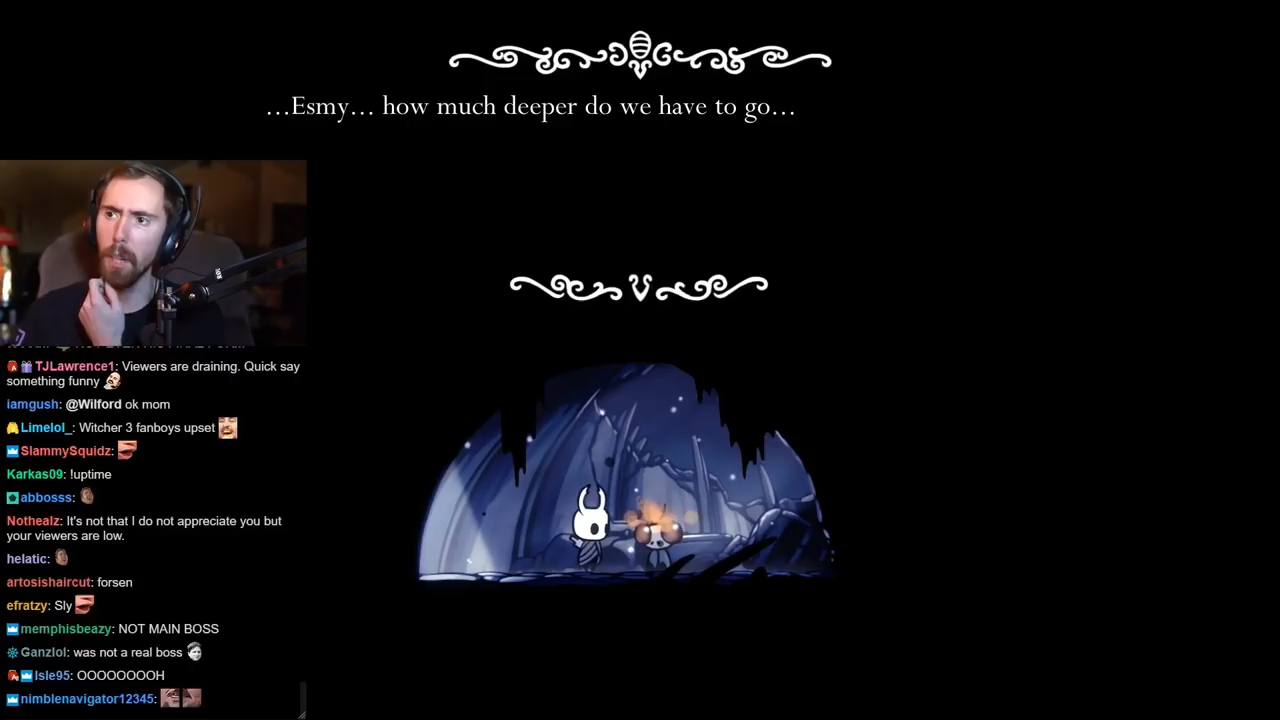 ...Esmy... how much deeper do we have to go...
TJLawrence1: Viewers are draining. Quick say
something funny
iamgush: @Wilford ok mom
Limelol_: Witcher 3 fanboys upset
SlammySquidz:
Karkas09: !uptime
abbosss:
Nothealz: It's not that I do not appreciate you but
your viewers are low.
helatic:
artosishaircut: forsen
efratzy: Sly
memphisbeazy: NOT MAIN BOSS
Ganzloi: was not a real boss
Isle95: OOOOOOOOH
nimblenavigator12345: